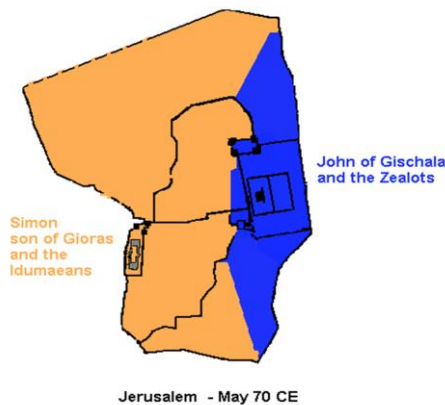 John of Gischala
and the Zealots
Simon
son of Gioras
and the
Idumaeans
Jerusalem - May 70 CE